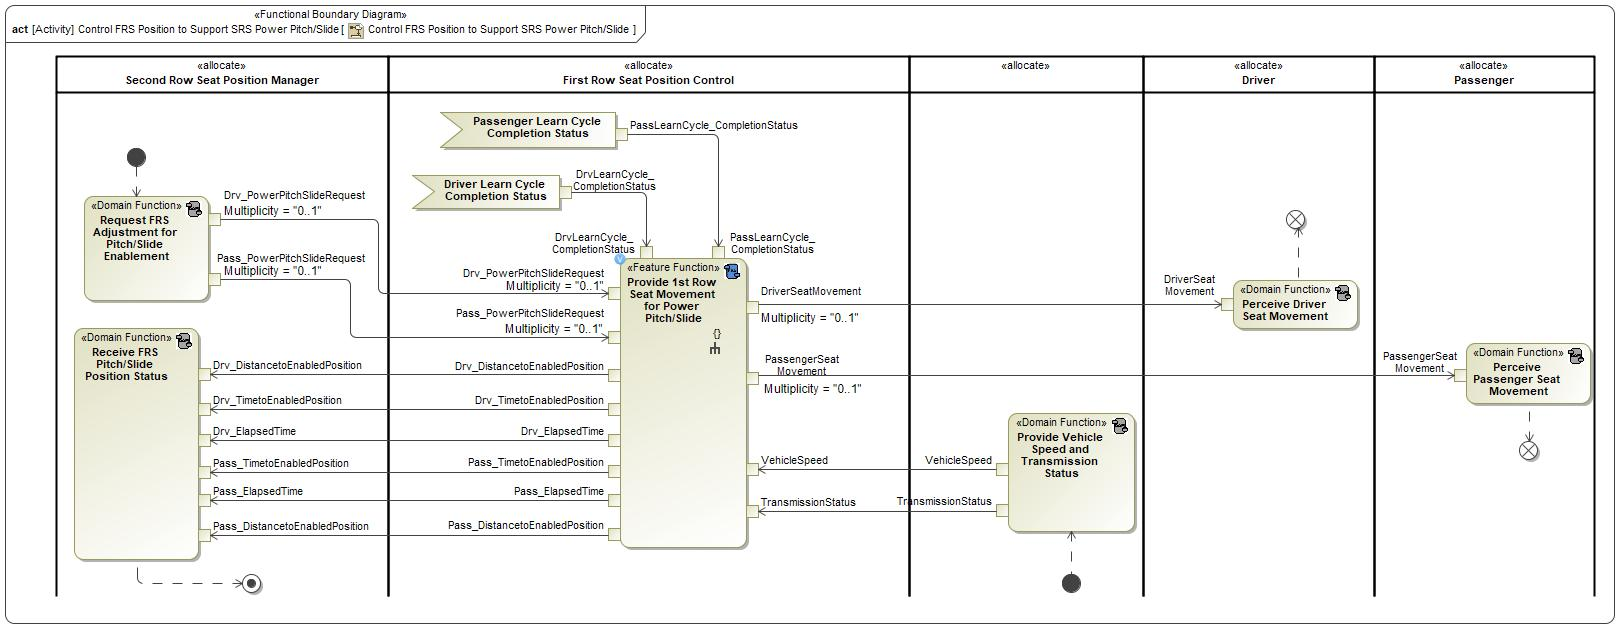 «Functional Boundary Diagram»
act [Activity] Control FRS Position to Support SRS Power Pitch/Slide [ Control FRS Position to Support SRS Power Pitch/Slide ]
«allocate»
Second Row Seat Position Manager
«allocate»
First Row Seat Position Control
«allocate»
«allocate»
Driver
«allocate»
Passenger
Passenger Learn Cycle
Completion Status
PassLearnCycle_CompletionStatus
Driver Learn Cycle
Completion Status
DrvLearnCycle_
CompletionStatus
«Domain Function»
Request FRS
Adjustment for
Pitch/Slide
Enablement
Drv_PowerPitchSlideRequest
Multiplicity = "0..1"
Pass_PowerPitchSlideRequest
Multiplicity = "0..1"
DrvLearnCycle_
CompletionStatus
PassLearnCycle_
CompletionStatus
V
«Feature Function»
Provide 1st Row
Seat Movement
for Power
Pitch/Slide
{}
Drv_PowerPitchSlideRequest
Multiplicity = "0..1"
Pass_PowerPitchSlideRequest
Multiplicity = "0..1"
DriverSeatMovement
Multiplicity = "0..1"
DriverSeat
Movement
«Domain Function»
Perceive Driver
Seat Movement
PassengerSeat
Movement
Multiplicity = "0..1"
PassengerSeat
Movement
«Domain Function»
Perceive
Passenger Seat
Movement
«Domain Function»
Receive FRS
Pitch/Slide
Position Status
Drv_DistancetoEnabledPosition
Drv_DistancetoEnabledPosition
Drv_TimetoEnabledPosition
Drv_TimetoEnabledPosition
Drv_ElapsedTime
Drv_ElapsedTime
Pass_TimetoEnabledPosition
Pass_TimetoEnabledPosition
Pass_ElapsedTime
Pass_ElapsedTime
Pass_DistancetoEnabledPosition
Pass_DistancetoEnabledPosition
VehicleSpeed
VehicleSpeed
TransmissionStatus
TransmissionStatus
«Domain Function»
Provide Vehicle
Speed and
Transmission
Status